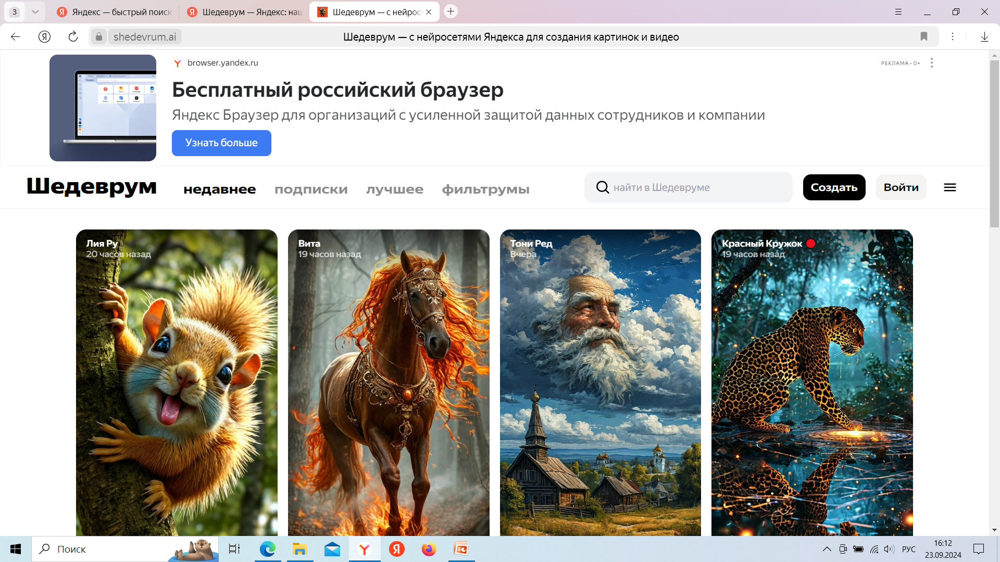 3
Яндекс — быстрый поиск
Шедеврум — Яндекс: наш
Шедеврум — с нейросе
shedevrum.ai
Шедеврум — с нейросетями Яндекса для создания картинок и видео
browser.yandex.ru
РЕКЛАМА • 0+
Бесплатный российский браузер
Яндекс Браузер для организаций с усиленной защитой данных сотрудников и компании
Узнать больше
Шедеврум
недавнее
подписки
лучшее
фильтрумы
найти в Шедевруме
Создать
Войти
Лия Ру
20 часов назад
Вита
19 часов назад
Тони Ред
Вчера
Красный Кружок
19 часов назад
Поиск
РУС
16:12
23.09.2024